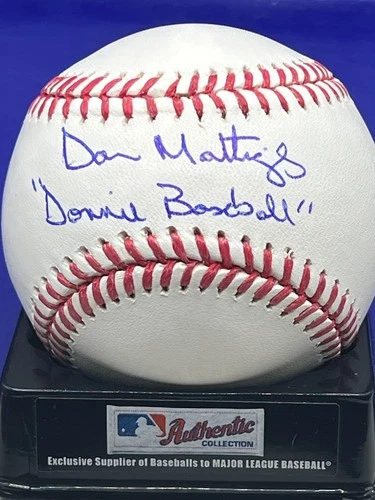 Don Mattingly
"Donnie Baseball"
Authentic
COLLECTION
Exclusive Supplier of Baseballs to MAJOR LEAGUE BASEBALL®